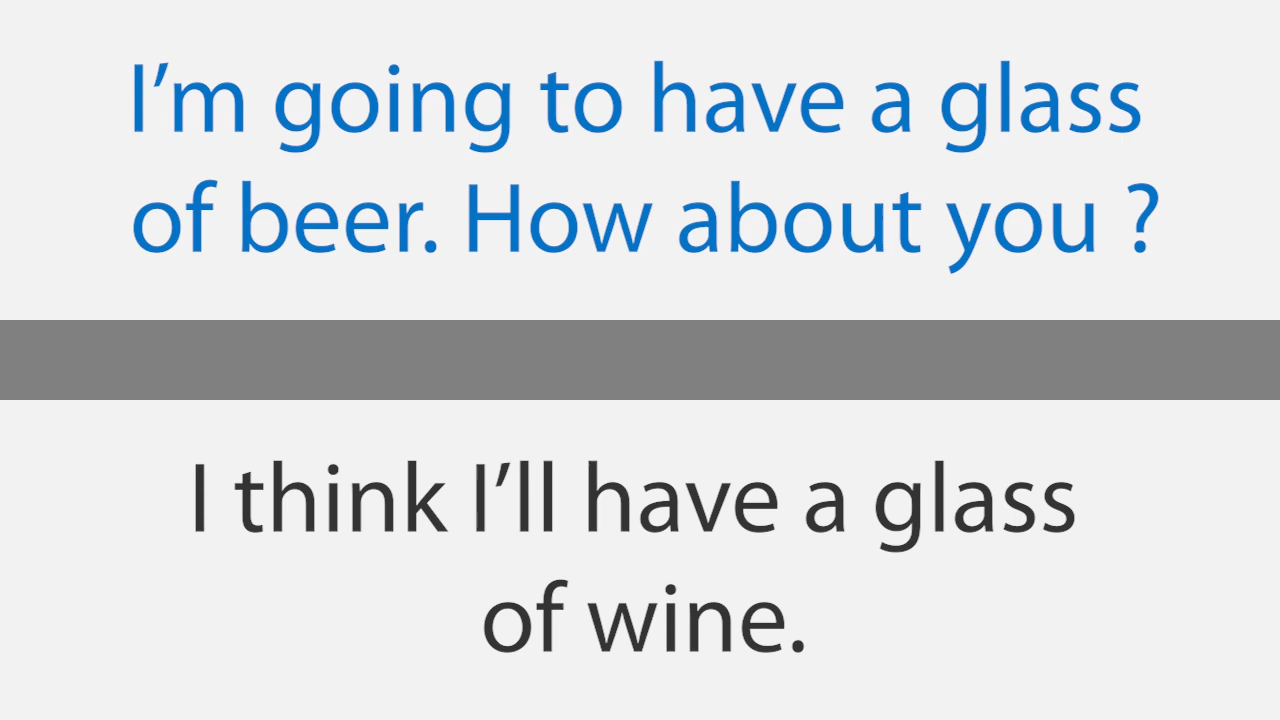 I’m going to have a glass
of beer. How about you ?
I think I’ll have a glass
of wine.